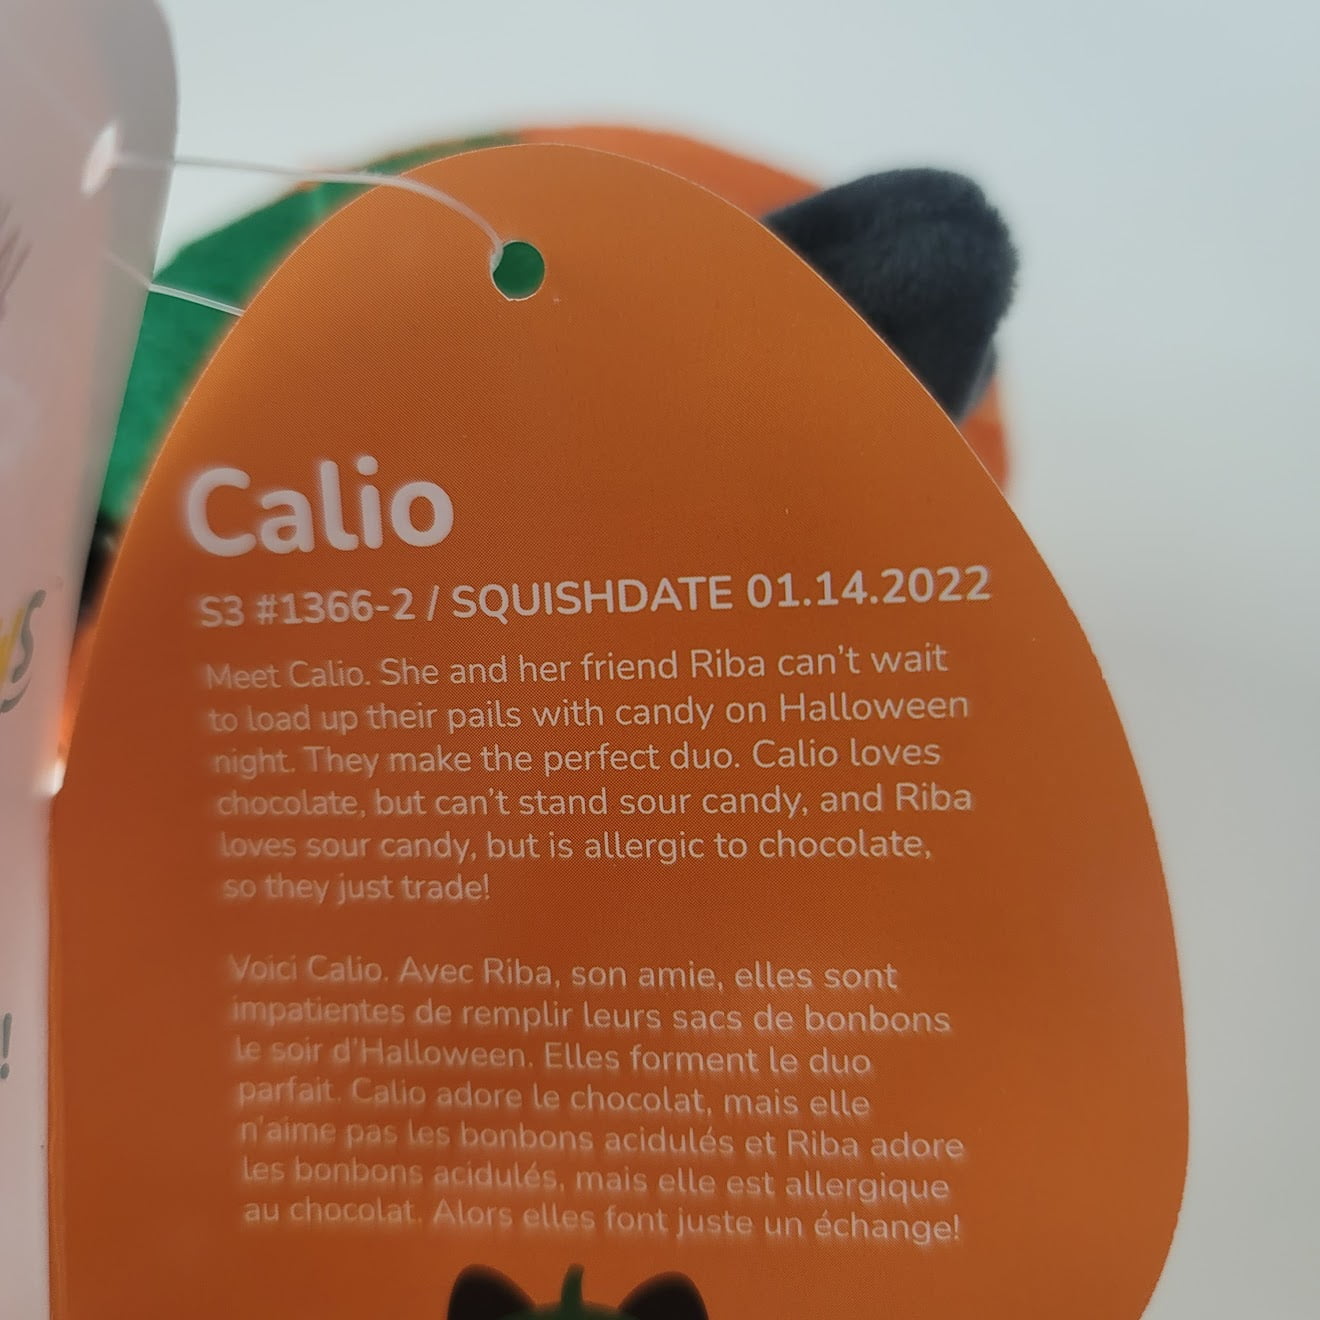 Calio
S3 #1366-2 / SQUISHDATE 01.14.2022
Meet Calio. She and her friend Riba can't wait
to load up their pails with candy on Halloween
night. They make the perfect duo. Calio loves
chocolate, but can't stand sour candy, and Riba
loves sour candy, but is allergic to chocolate,
so they just trade!
Voici Calio. Avec Riba, son amie, elles sont
impatientes de remplir leurs sacs de bonbons
le soir d'Halloween. Elles forment le duo
parfait. Calio adore le chocolat, mais elle
n'aime pas les bonbons acidulés et Riba adore
les bonbons acidulés, mais elle est allergique
au chocolat. Alors elles font juste un échange!